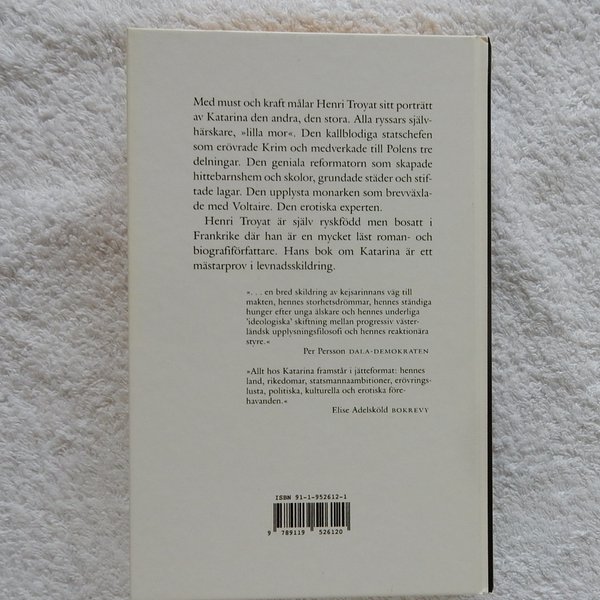 Med must och kraft målar Henri Troyat sitt porträtt
av Katarina den andra, den stora. Alla ryssars själv-
härskare, »lilla mor«. Den kallblodiga statschefen
som erövrade Krim och medverkade till Polens tre
delningar. Den geniala reformatorn som skapade
hittebarnshem och skolor, grundade städer och stif-
tade lagar. Den upplysta monarken som brevväxla-
de med Voltaire. Den erotiska experten.
Henri Troyat är själv ryskfödd men bosatt i
Frankrike där han är en mycket läst roman- och
biografiförfattare. Hans bok om Katarina är ett
mästarprov i levnadsskildring.
«. . . en bred skildring av kejsarinnans väg till
makten, hennes storhetsdrömmar, hennes ständiga
hunger efter unga älskare och hennes underliga
'ideologiska' skiftning mellan progressiv väster-
ländsk upplysningsfilosofi och hennes reaktionära
styre.«
Per Persson DALA-DEMOKRATEN
»Allt hos Katarina framstår i jätteformat: hennes
land, rikedomar, statsmannaambitioner, erövrings-
lusta, politiska, kulturella och erotiska före-
havanden.«
Elise Adelsköld BOKREVY
ISBN 91-1-952612-1
9 789119 526120